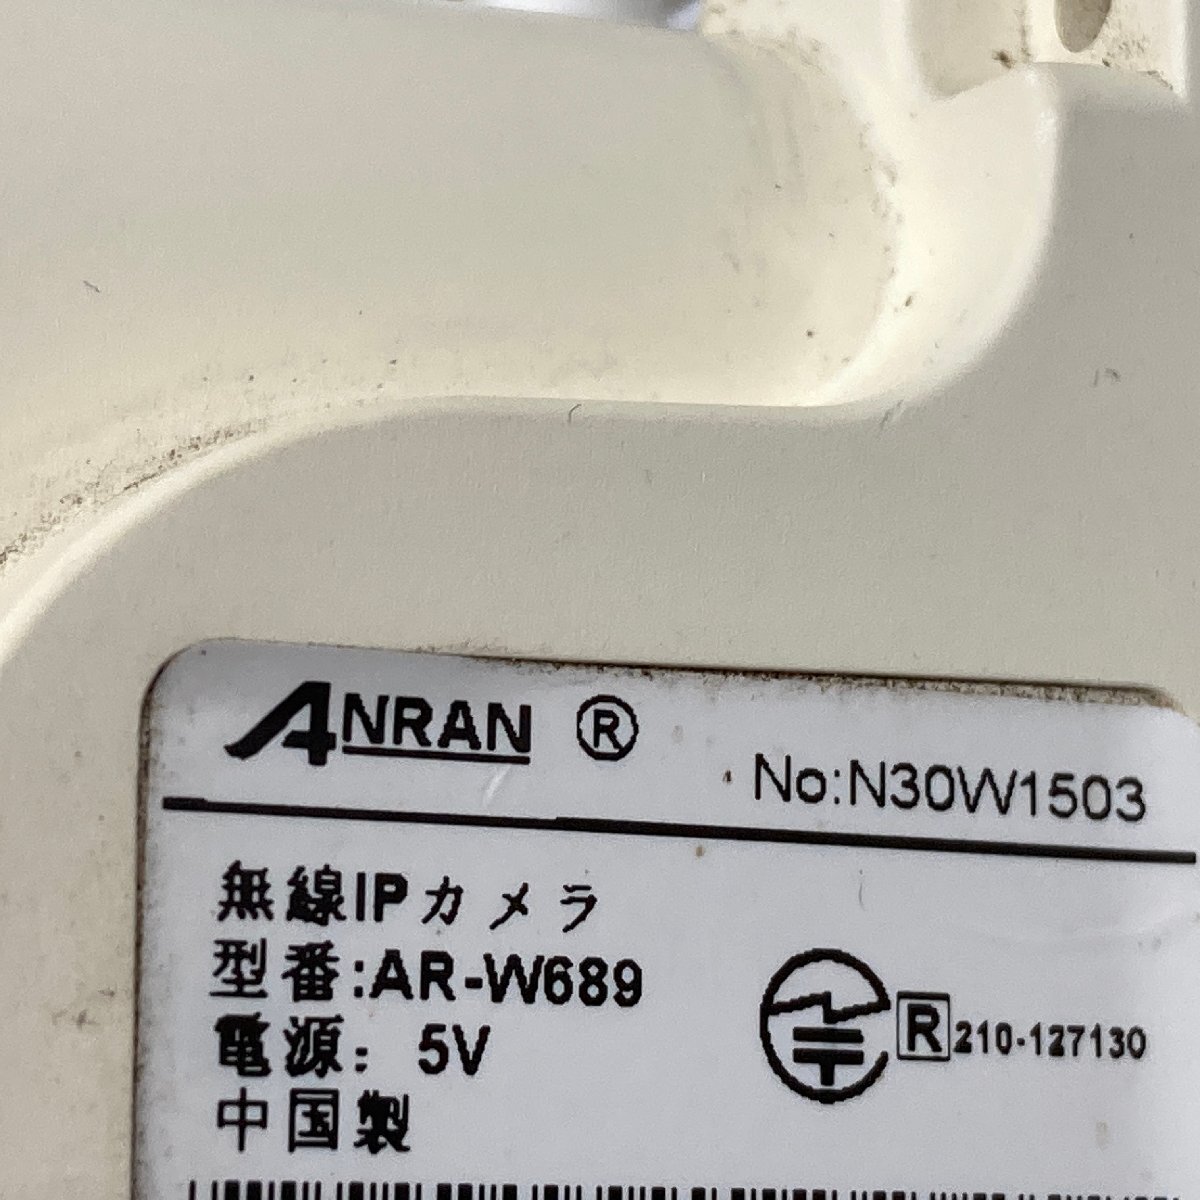 ANRAN ®
No:N30W1503
無線IPカメラ
型番:AR-W689
電源: 5V
中国製
R 210-127130